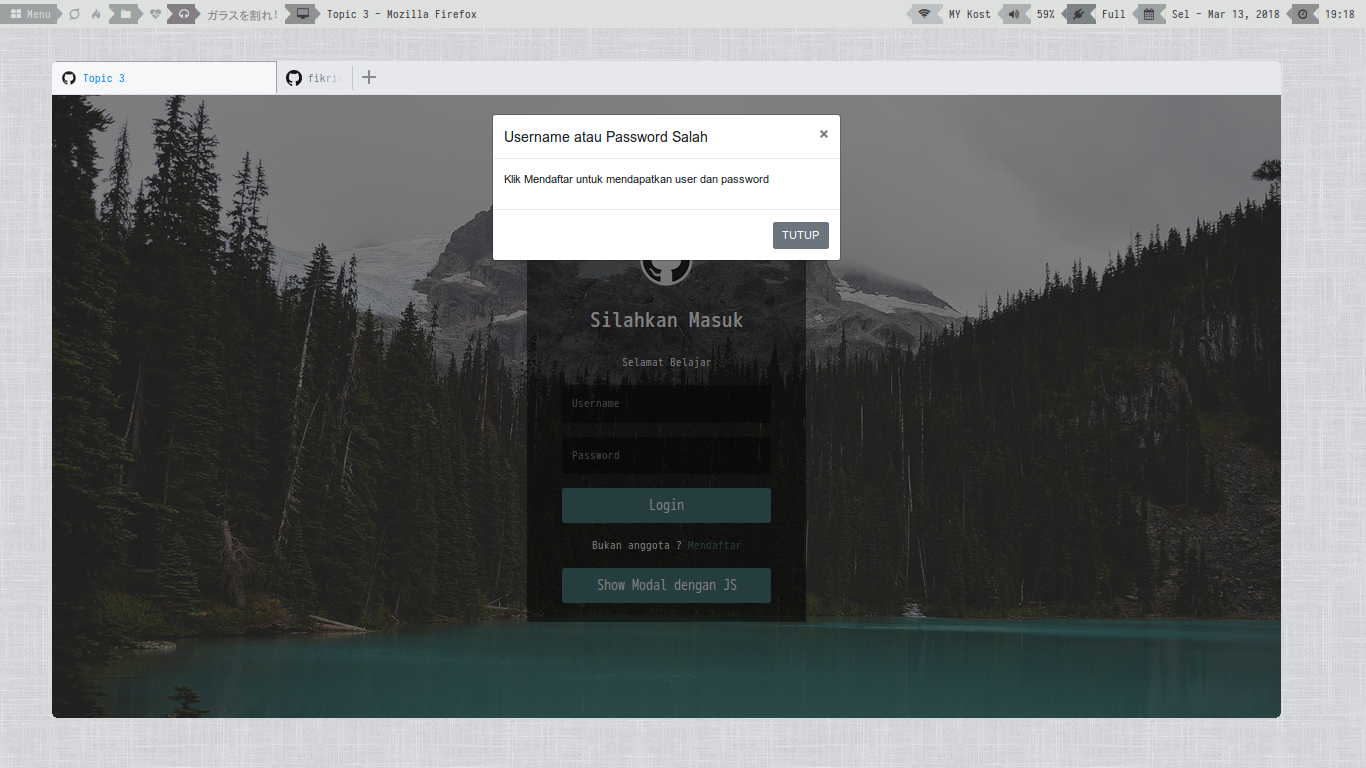 Menu
ガラスを割れ!
Topic 3 - Mozilla Firefox
MY Kost
59%
Full
Sel - Mar 13, 2018
19:18
Topic 3
fikri
Username atau Password Salah
×
Klik Mendaftar untuk mendapatkan user dan password
TUTUP
Silahkan Masuk
Selamat Belajar
Username
Password
Login
Bukan anggota ? Mendaftar
Show Modal dengan JS